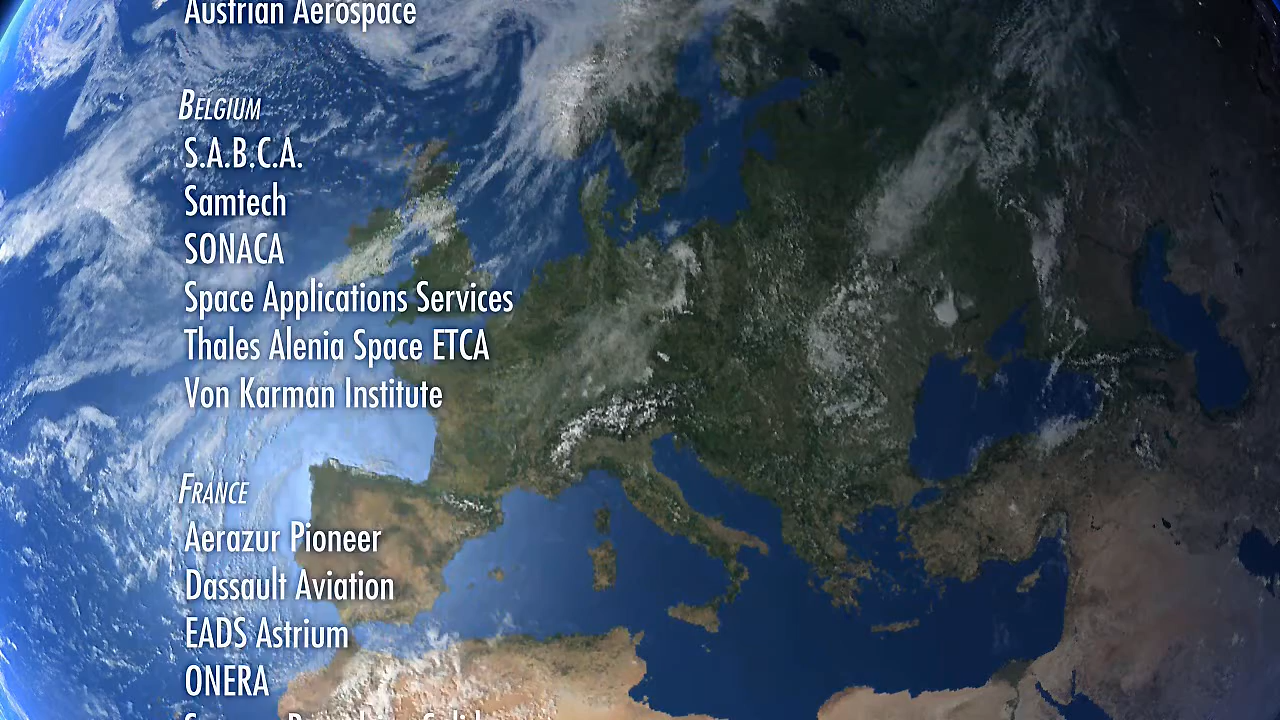 Austrian Aerospace
BELGIUM
S.A.B.C.A.
Samtech
SONACA
Space Applications Services
Thales Alenia Space ETCA
Von Karman Institute
FRANCE
Aerazur Pioneer
Dassault Aviation
EADS Astrium
ONERA